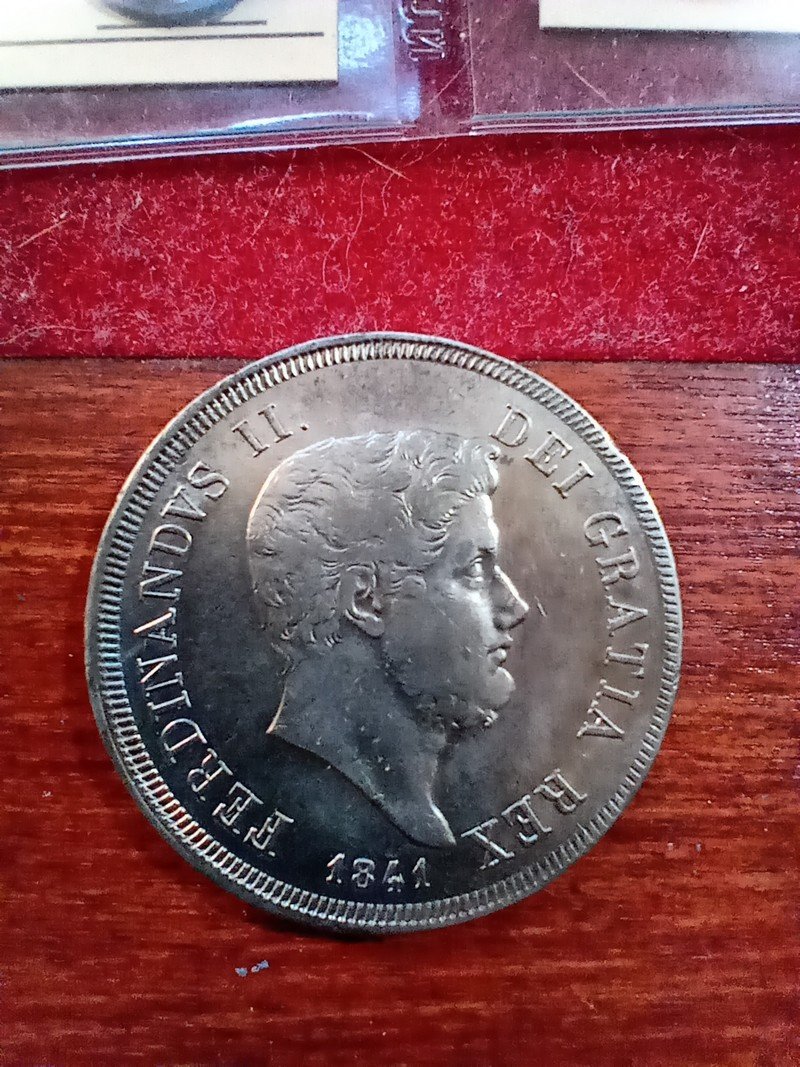 FERDINANDVS II. DEI GRATIA REX
1841